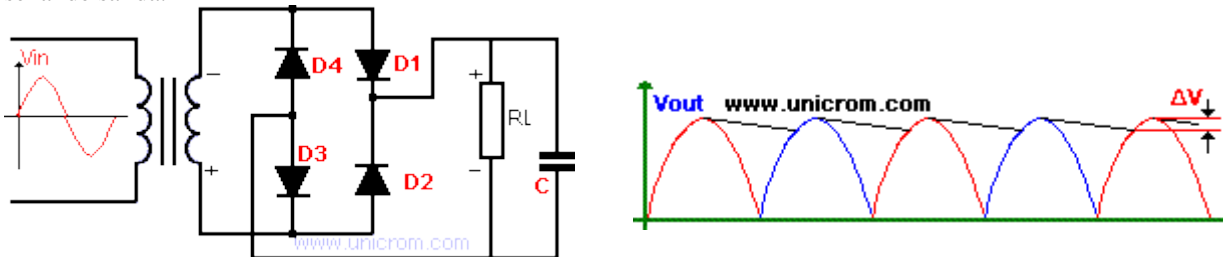 Vin
−
+
D4
D1
D3
D2
+
RL
−
C
www.unicrom.com
Vout www.unicrom.com
ΔV